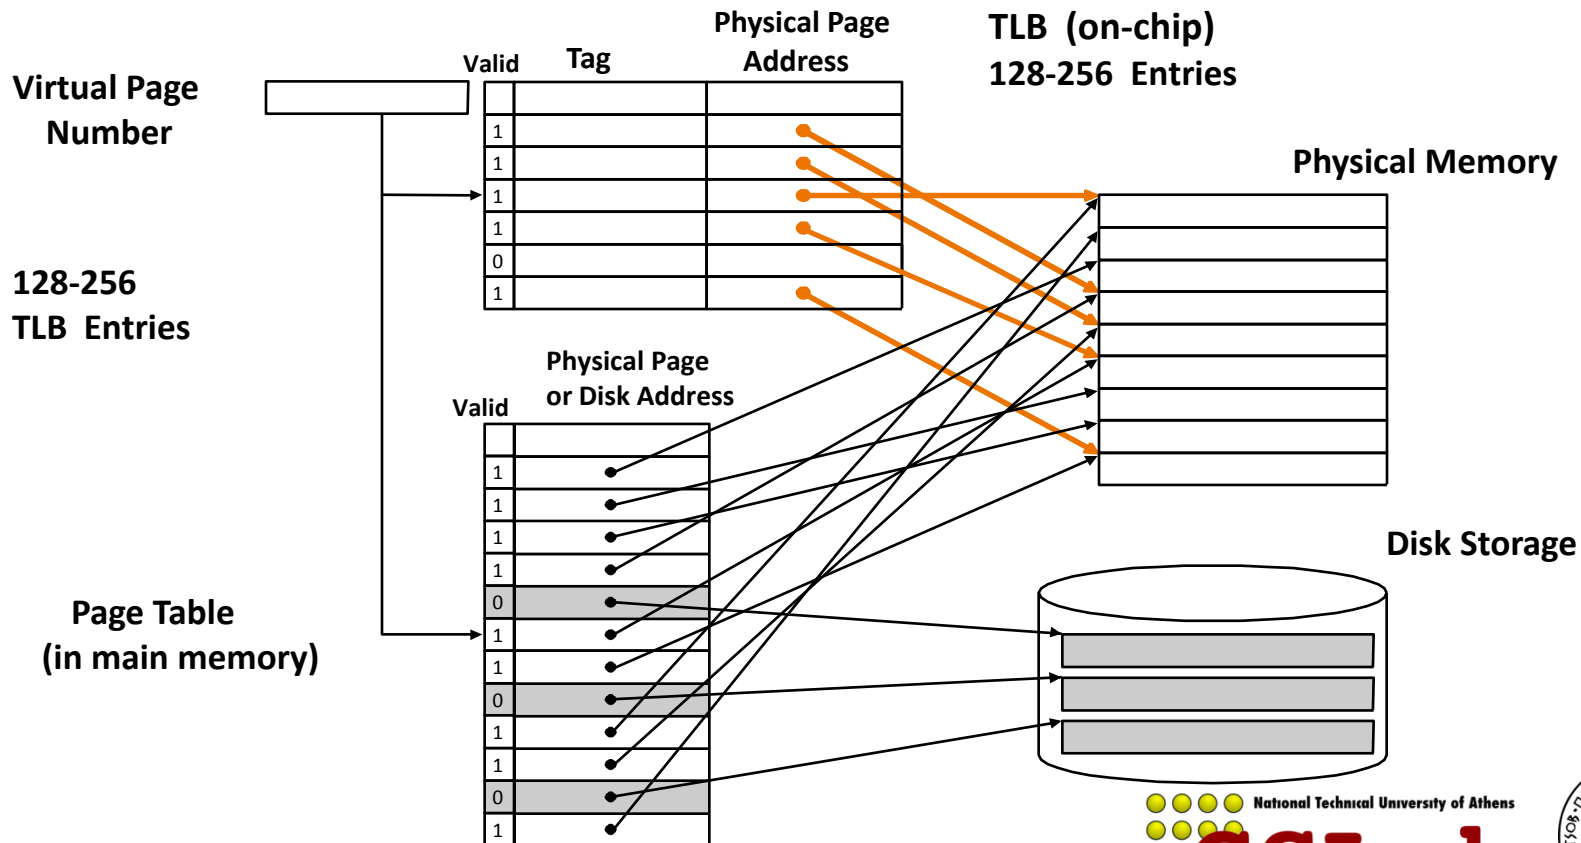 Physical Page
Address
TLB (on-chip)
128-256 Entries
Valid
Tag
Virtual Page
Number
1
1
1
1
0
1
Physical Memory
128-256
TLB Entries
Physical Page
or Disk Address
Valid
1
1
1
1
0
1
1
0
1
1
0
1
Disk Storage
Page Table
(in main memory)
National Technical University of Athens